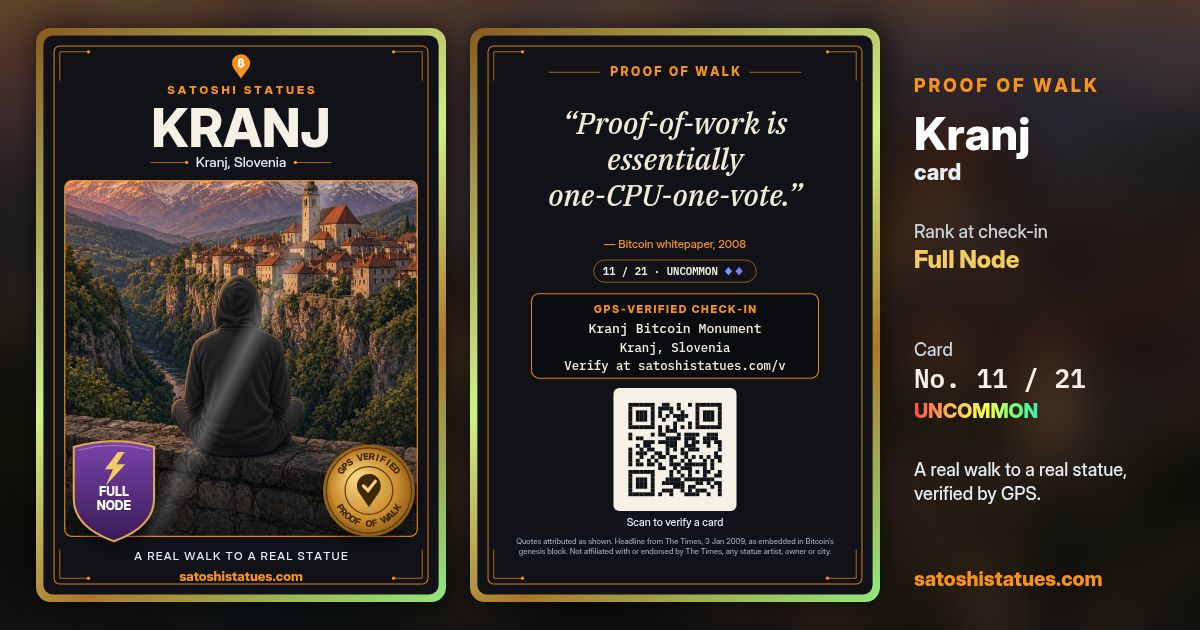 SATOSHI STATUES
KRANJ
Kranj, Slovenia
FULL
NODE
GPS VERIFIED
PROOF OF WALK
A REAL WALK TO A REAL STATUE
satoshistatues.com
PROOF OF WALK
“Proof-of-work is
essentially
one-CPU-one-vote.”
— Bitcoin whitepaper, 2008
11 / 21 · UNCOMMON
GPS-VERIFIED CHECK-IN
Kranj Bitcoin Monument
Kranj, Slovenia
Verify at satoshistatues.com/v
Scan to verify a card
Quotes attributed as shown. Headline from The Times, 3 Jan 2009, as embedded in Bitcoin's
genesis block. Not affiliated with or endorsed by The Times, any statue artist, owner or city.
PROOF OF WALK
Kranj
card
Rank at check-in
Full Node
Card
No. 11 / 21
UNCOMMON
A real walk to a real statue,
verified by GPS.
satoshistatues.com